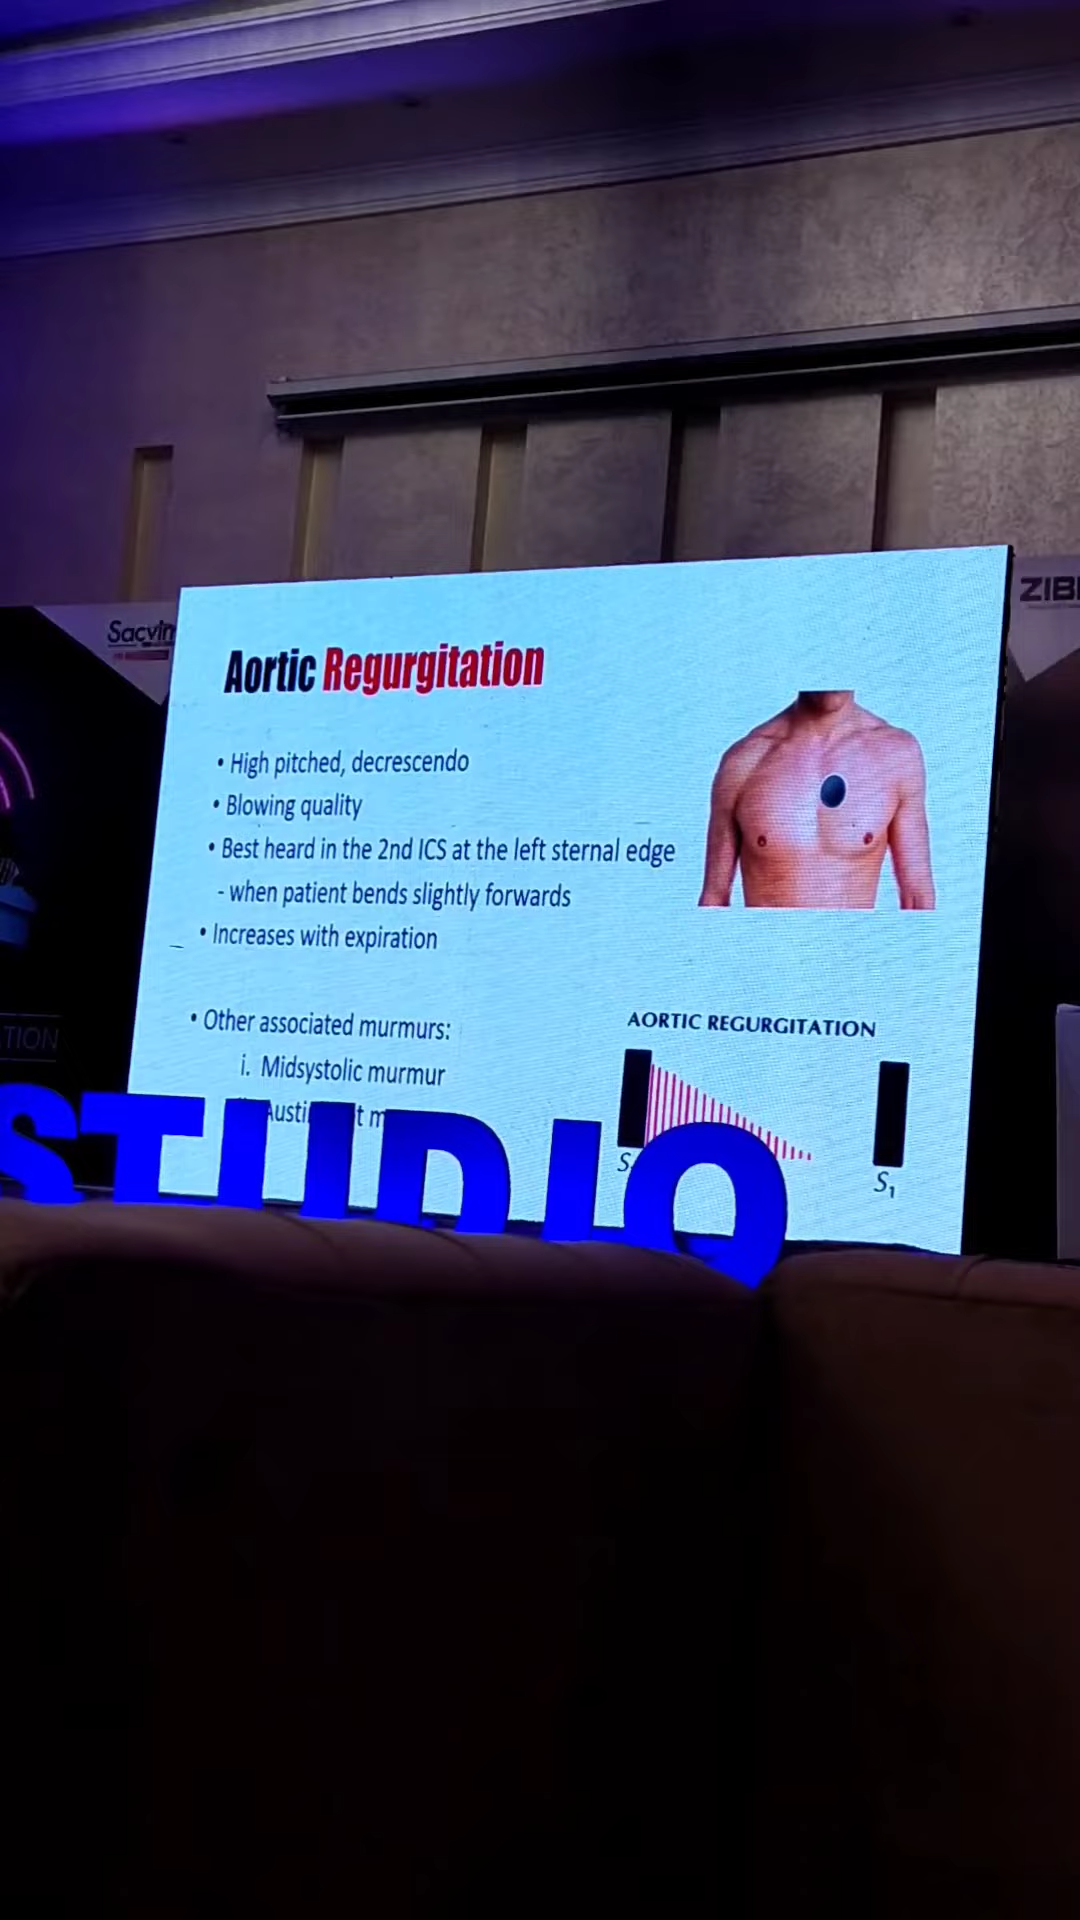 Sacvin
ZIB
Aortic Regurgitation
• High pitched, decrescendo
• Blowing quality
• Best heard in the 2nd ICS at the left sternal edge
- when patient bends slightly forwards
• Increases with expiration
• Other associated murmurs:
i. Midsystolic murmur
AORTIC REGURGITATION
S₁
TION
STUDIO